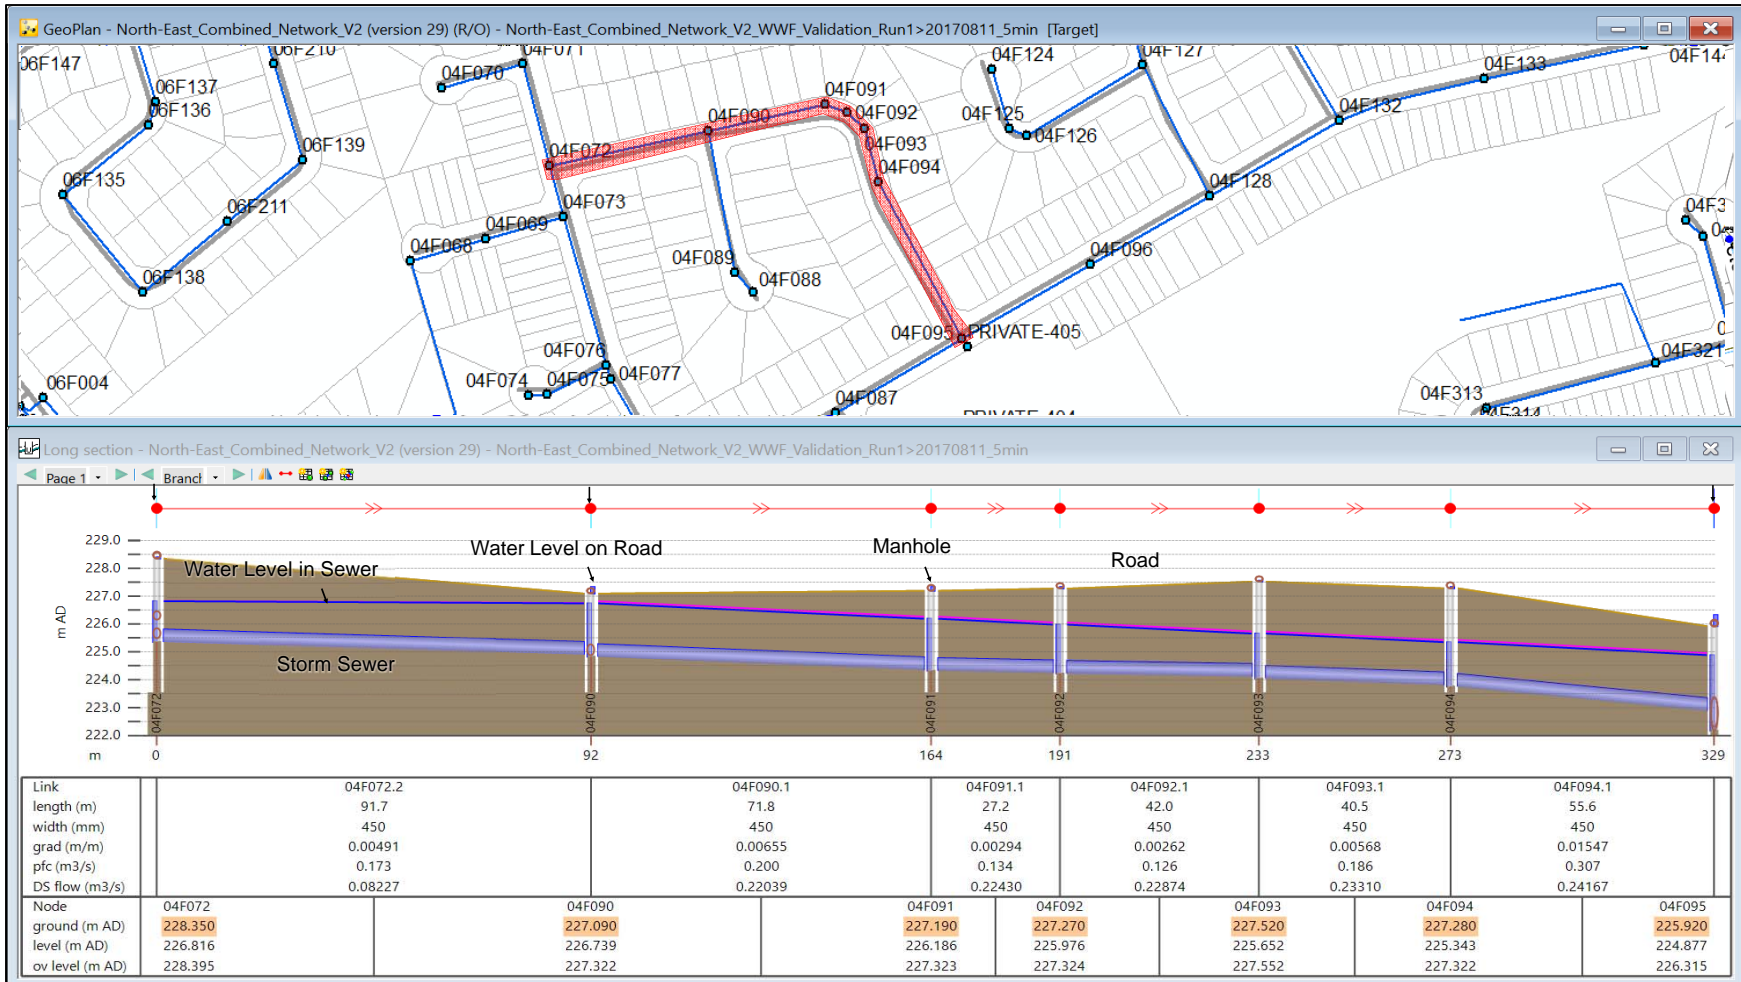 GeoPlan - North-East_Combined_Network_V2 (version 29) (R/O) - North-East_Combined_Network_V2_WWF_Validation_Run1>20170811_5min [Target]
06F147
06F210
04F071
04F124
04F127
04F133
04F070
06F137
06F136
04F091
04F132
04F090
04F092
04F125
04F126
06F139
04F093
04F072
04F094
06F135
04F128
06F211
04F073
04F069
04F068
04F096
04F089
04F088
06F138
04F095
PRIVATE-405
04F076
04F321
04F074
04F075
04F077
06F004
04F313
04F087
04F314
PRIVATE-404
Long section - North-East_Combined_Network_V2 (version 29) - North-East_Combined_Network_V2_WWF_Validation_Run1>20170811_5min
Page 1
Branch
229.0
228.0
227.0
226.0
225.0
224.0
223.0
222.0
m AD
Water Level in Sewer
Water Level on Road
Manhole
Road
Storm Sewer
04F072
04F090
04F091
04F092
04F093
04F094
m 0 92 164 191 233 273 329
Link 04F072.2 04F090.1 04F091.1 04F092.1 04F093.1 04F094.1
length (m) 91.7 71.8 27.2 42.0 40.5 55.6
width (mm) 450 450 450 450 450 450
grad (m/m) 0.00491 0.00655 0.00294 0.00262 0.00568 0.01547
pfc (m3/s) 0.173 0.200 0.134 0.126 0.186 0.307
DS flow (m3/s) 0.08227 0.22039 0.22430 0.22874 0.23310 0.24167
Node 04F072 04F090 04F091 04F092 04F093 04F094 04F095
ground (m AD) 228.350 227.090 227.190 227.270 227.520 227.280 225.920
level (m AD) 226.816 226.739 226.186 225.976 225.652 225.343 224.877
ov level (m AD) 228.395 227.322 227.323 227.324 227.552 227.322 226.315